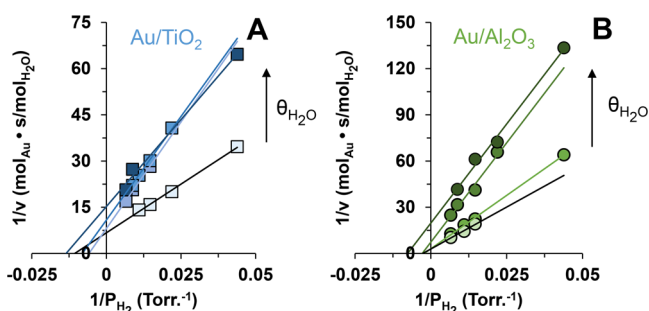 Au/TiO2 A
75
60
45
30
15
0
-0.025 0 0.025 0.05
1/v (molAu • s/molH2O)
1/PH2 (Torr.-1)
θH2O
Au/Al2O3 B
150
120
90
60
30
0
-0.025 0 0.025 0.05
1/v (molAu • s/molH2O)
1/PH2 (Torr.-1)
θH2O